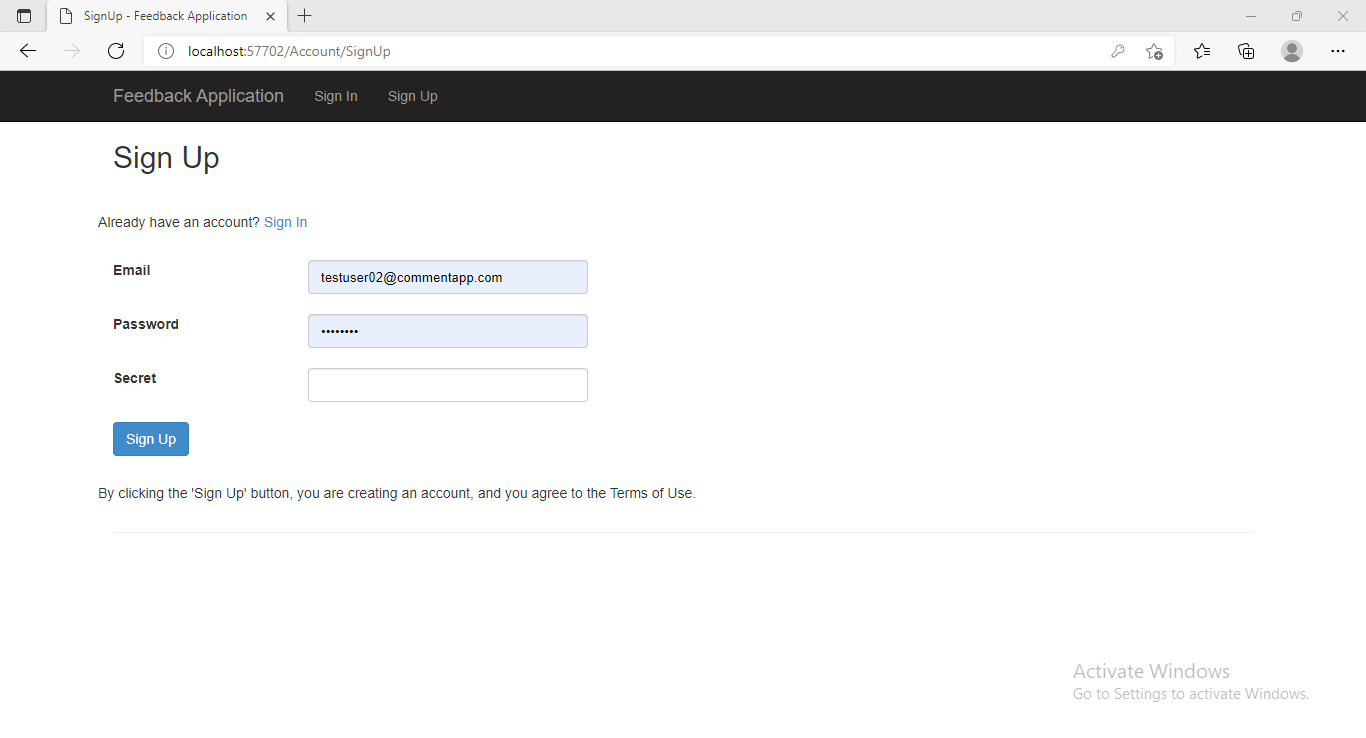 SignUp - Feedback Application
localhost:57702/Account/SignUp
Feedback Application Sign In Sign Up
Sign Up
Already have an account? Sign In
Email testuser02@commentapp.com
Password ••••••••
Secret
Sign Up
By clicking the 'Sign Up' button, you are creating an account, and you agree to the Terms of Use.
Activate Windows
Go to Settings to activate Windows.